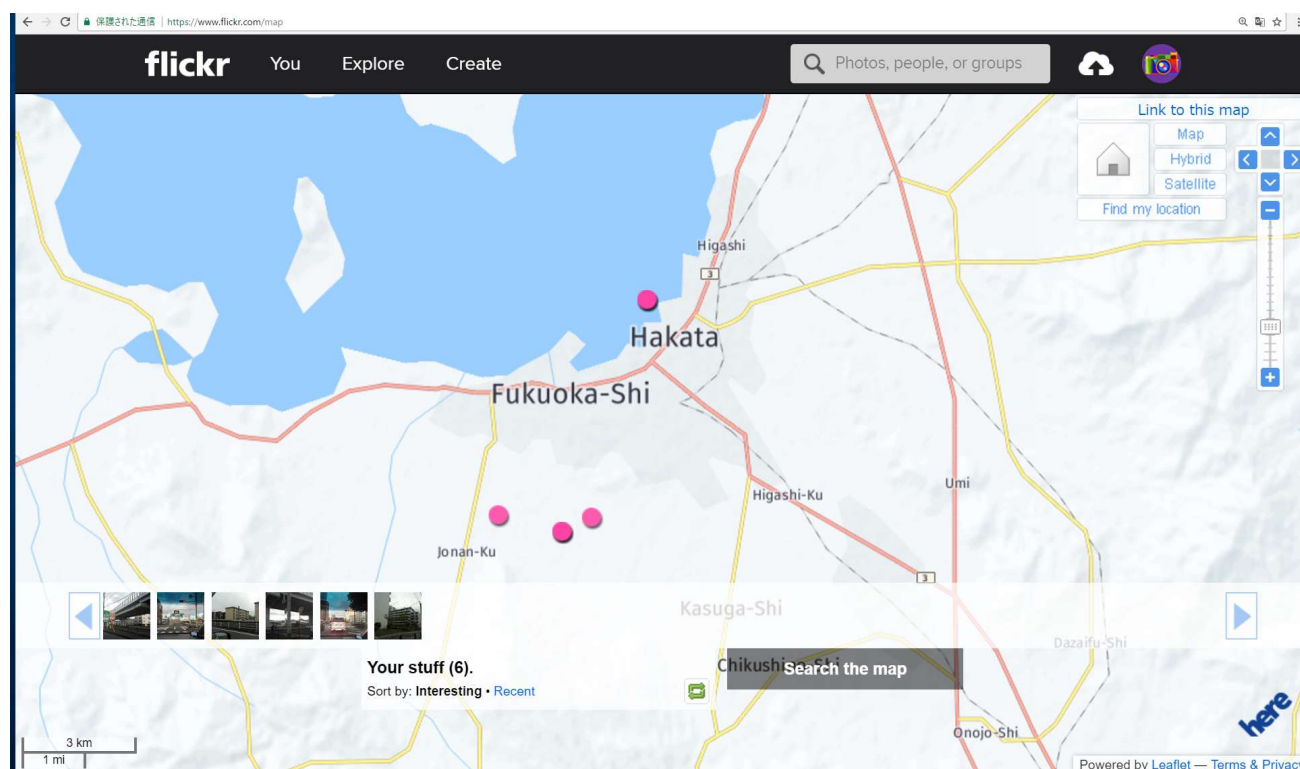 保護された通信 | https://www.flickr.com/map
flickr You Explore Create Photos, people, or groups
Link to this map
Map
Hybrid
Satellite
Find my location
Higashi
3
Hakata
Fukuoka-Shi
Umi
Higashi-Ku
Jonan-Ku
3
Kasuga-Shi
Dazaifu-Shi
Your stuff (6).
Sort by: Interesting • Recent
Search the map
Onojo-Shi
here
3 km
1 mi
Powered by Leaflet — Terms & Privacy